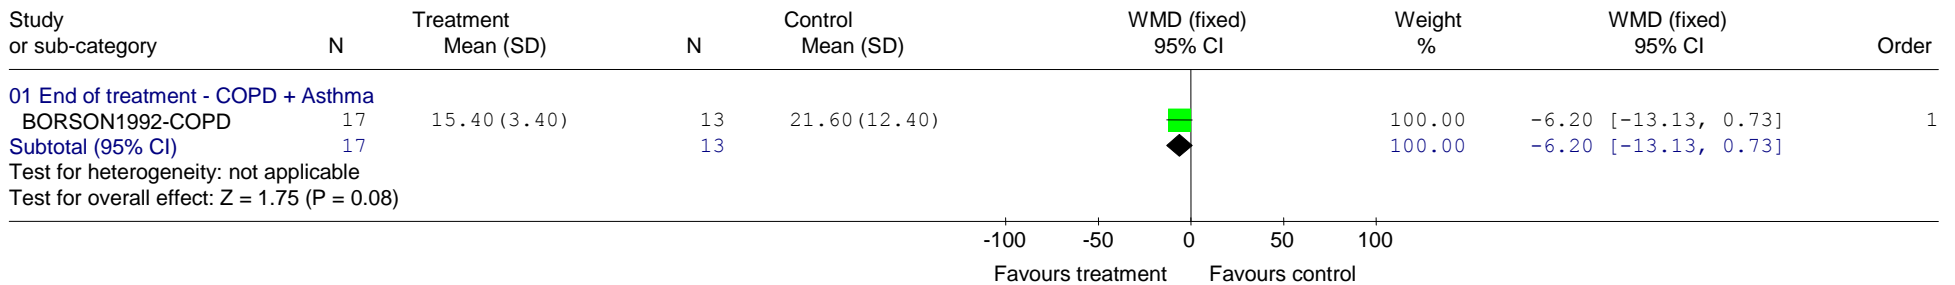 Study Treatment Control WMD (fixed) Weight WMD (fixed)
or sub-category N Mean (SD) N Mean (SD) 95% CI % 95% CI Order
01 End of treatment - COPD + Asthma
BORSON1992-COPD 17 15.40(3.40) 13 21.60(12.40) 100.00 -6.20 [-13.13, 0.73] 1
Subtotal (95% CI) 17 13 100.00 -6.20 [-13.13, 0.73]
Test for heterogeneity: not applicable
Test for overall effect: Z = 1.75 (P = 0.08)
-100 -50 0 50 100
Favours treatment Favours control